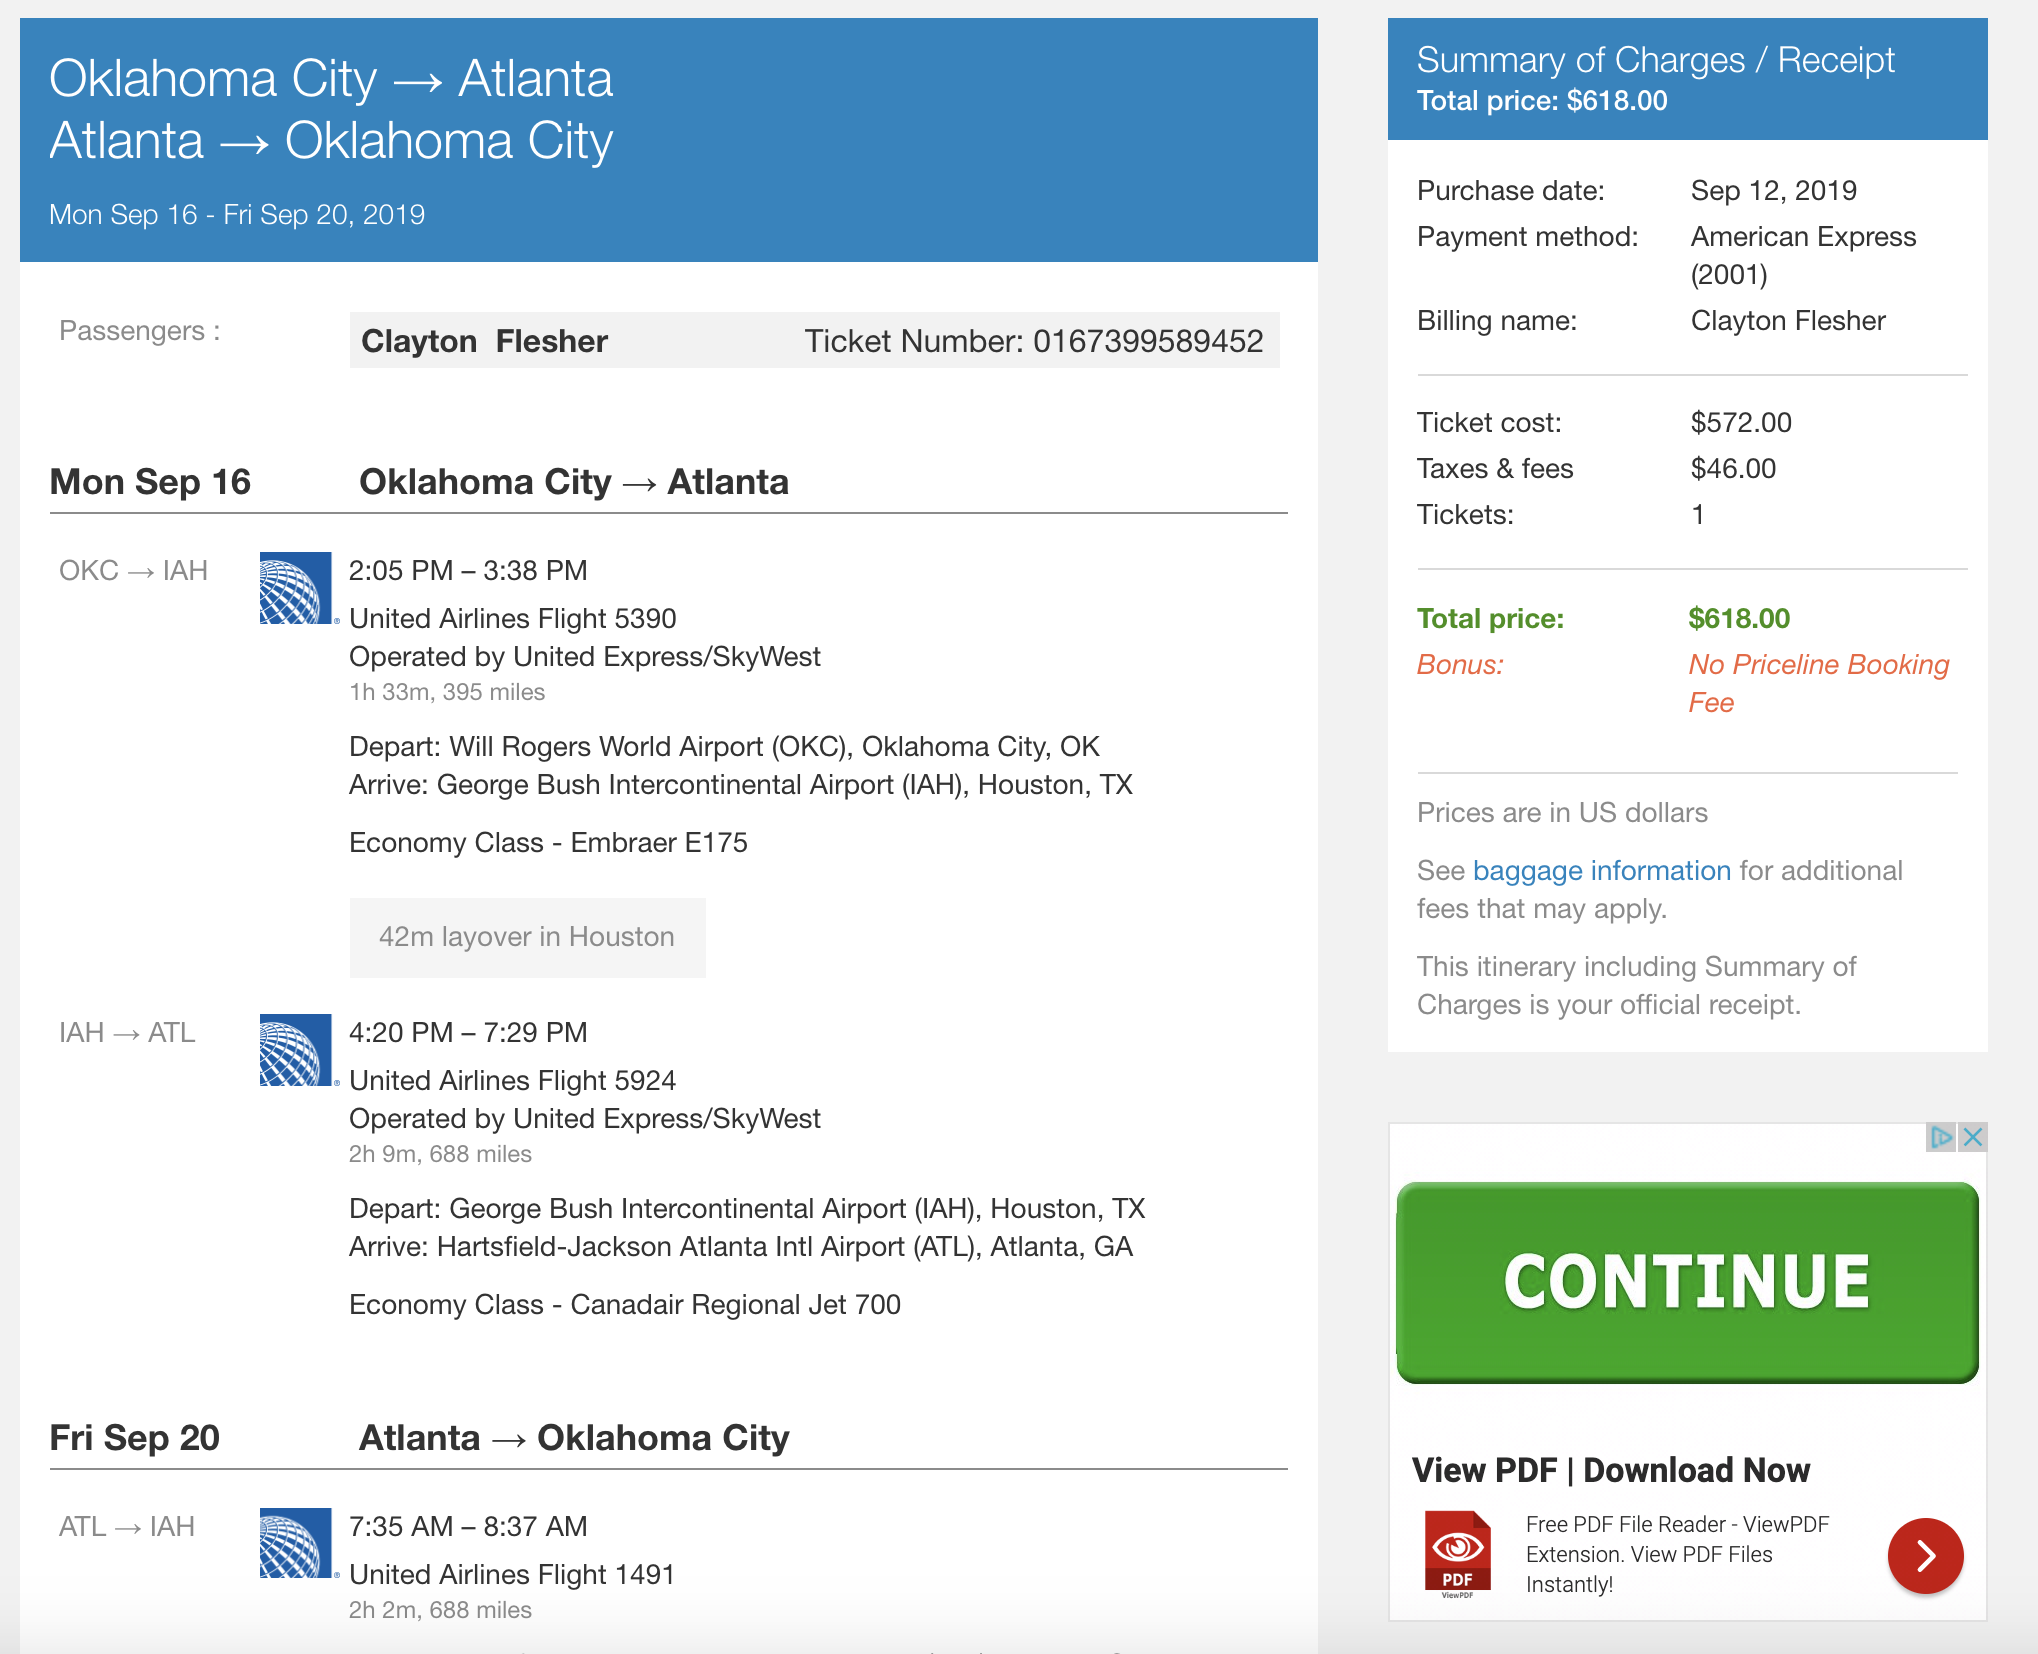 Oklahoma City → Atlanta
Atlanta → Oklahoma City
Mon Sep 16 - Fri Sep 20, 2019
Passengers :
Clayton Flesher
Ticket Number: 0167399589452
Mon Sep 16
Oklahoma City → Atlanta
OKC → IAH
2:05 PM – 3:38 PM
United Airlines Flight 5390
Operated by United Express/SkyWest
1h 33m, 395 miles
Depart: Will Rogers World Airport (OKC), Oklahoma City, OK
Arrive: George Bush Intercontinental Airport (IAH), Houston, TX
Economy Class - Embraer E175
42m layover in Houston
IAH → ATL
4:20 PM – 7:29 PM
United Airlines Flight 5924
Operated by United Express/SkyWest
2h 9m, 688 miles
Depart: George Bush Intercontinental Airport (IAH), Houston, TX
Arrive: Hartsfield-Jackson Atlanta Intl Airport (ATL), Atlanta, GA
Economy Class - Canadair Regional Jet 700
Fri Sep 20
Atlanta → Oklahoma City
ATL → IAH
7:35 AM – 8:37 AM
United Airlines Flight 1491
2h 2m, 688 miles
Summary of Charges / Receipt
Total price: $618.00
Purchase date: Sep 12, 2019
Payment method: American Express
(2001)
Billing name: Clayton Flesher
Ticket cost: $572.00
Taxes & fees $46.00
Tickets: 1
Total price: $618.00
Bonus: No Priceline Booking
Fee
Prices are in US dollars
See baggage information for additional
fees that may apply.
This itinerary including Summary of
Charges is your official receipt.
CONTINUE
View PDF | Download Now
Free PDF File Reader - ViewPDF
Extension. View PDF Files
Instantly!
PDF
ViewPDF